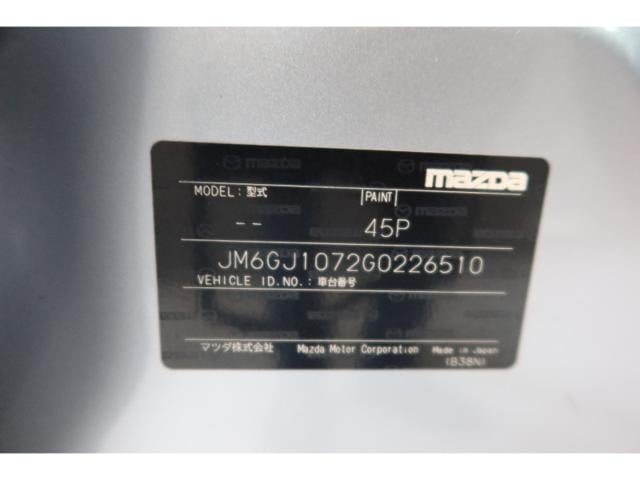 mazda
MODEL:型式 PAINT
-- 45P
JM6GJ1072G0226510
VEHICLE ID.NO.:車台番号
マツダ株式会社 Mazda Motor Corporation Made in Japan
(B38N)